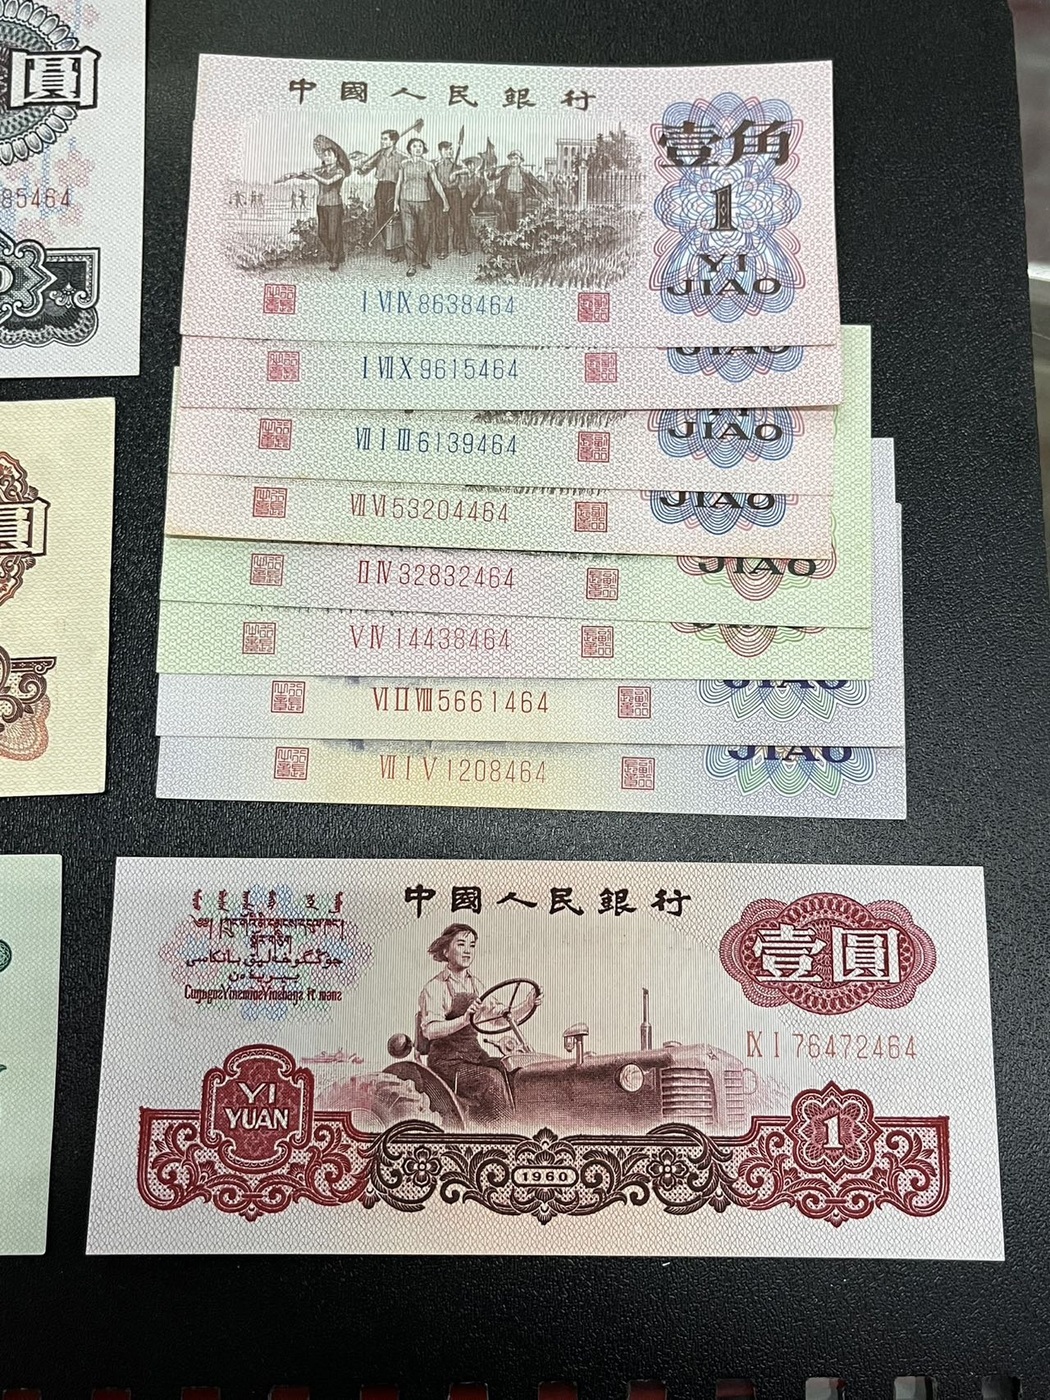 圓
85464
中國人民銀行
壹角
1
YI
JIAO
I VI IX 8638464
JIAO
I VII X 9615464
YI
JIAO
VII I III 6139464
JIAO
VII VI 53204464
JIAO
II IV 32832464
V IV 14438464
JIAO
VI II VIII 5661464
JIAO
VII I V 1208464
中國人民銀行
壹圓
IX I 76472464
YI
YUAN
1960
1